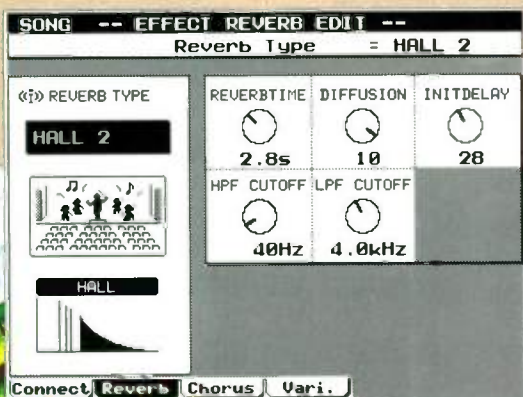 SONG -- EFFECT REVERB EDIT --
Reverb Type = HALL 2
REVERB TYPE
HALL 2
HALL
REVERBTIME DIFFUSION INITDELAY
2.8s 10 28
HPF CUTOFF LPF CUTOFF
40Hz 4.0kHz
Connect Reverb Chorus Vari.